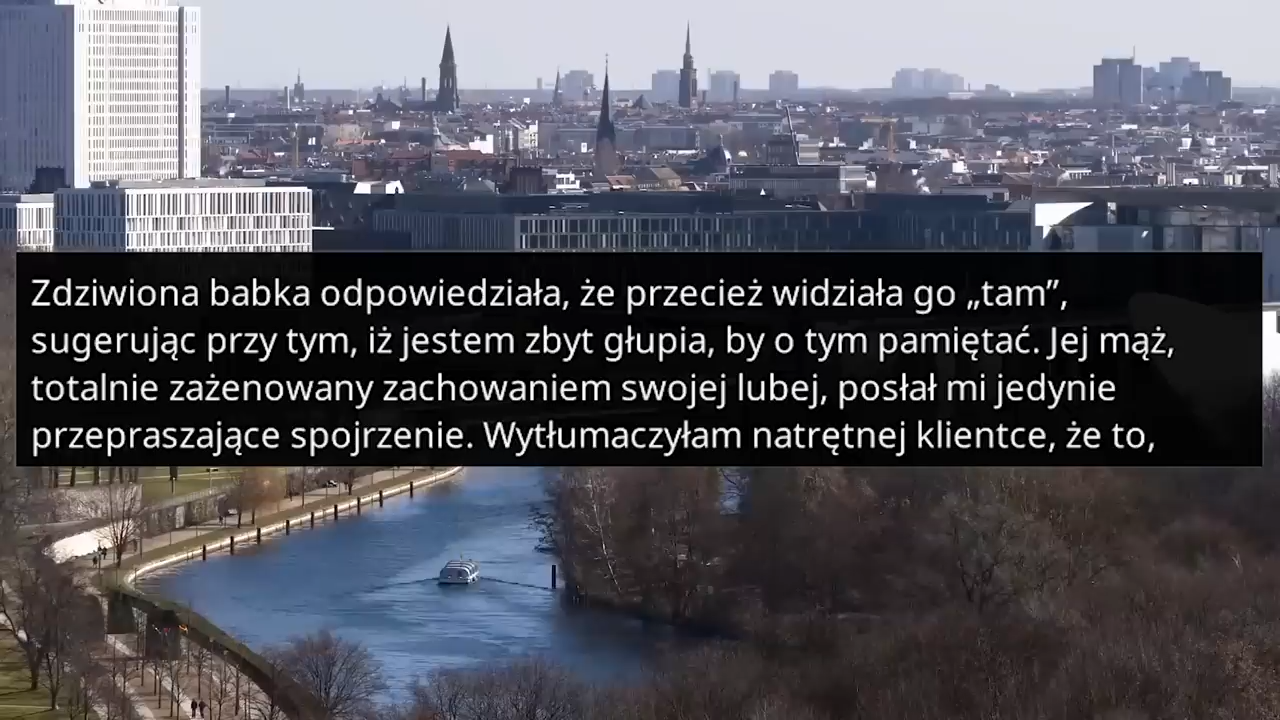 Zdziwiona babka odpowiedziała, że przecież widziała go „tam”,
sugerując przy tym, iż jestem zbyt głupia, by o tym pamiętać. Jej mąż,
totalnie zażenowany zachowaniem swojej lubej, posłał mi jedynie
przepraszające spojrzenie. Wytłumaczyłam natrętnej klientce, że to,